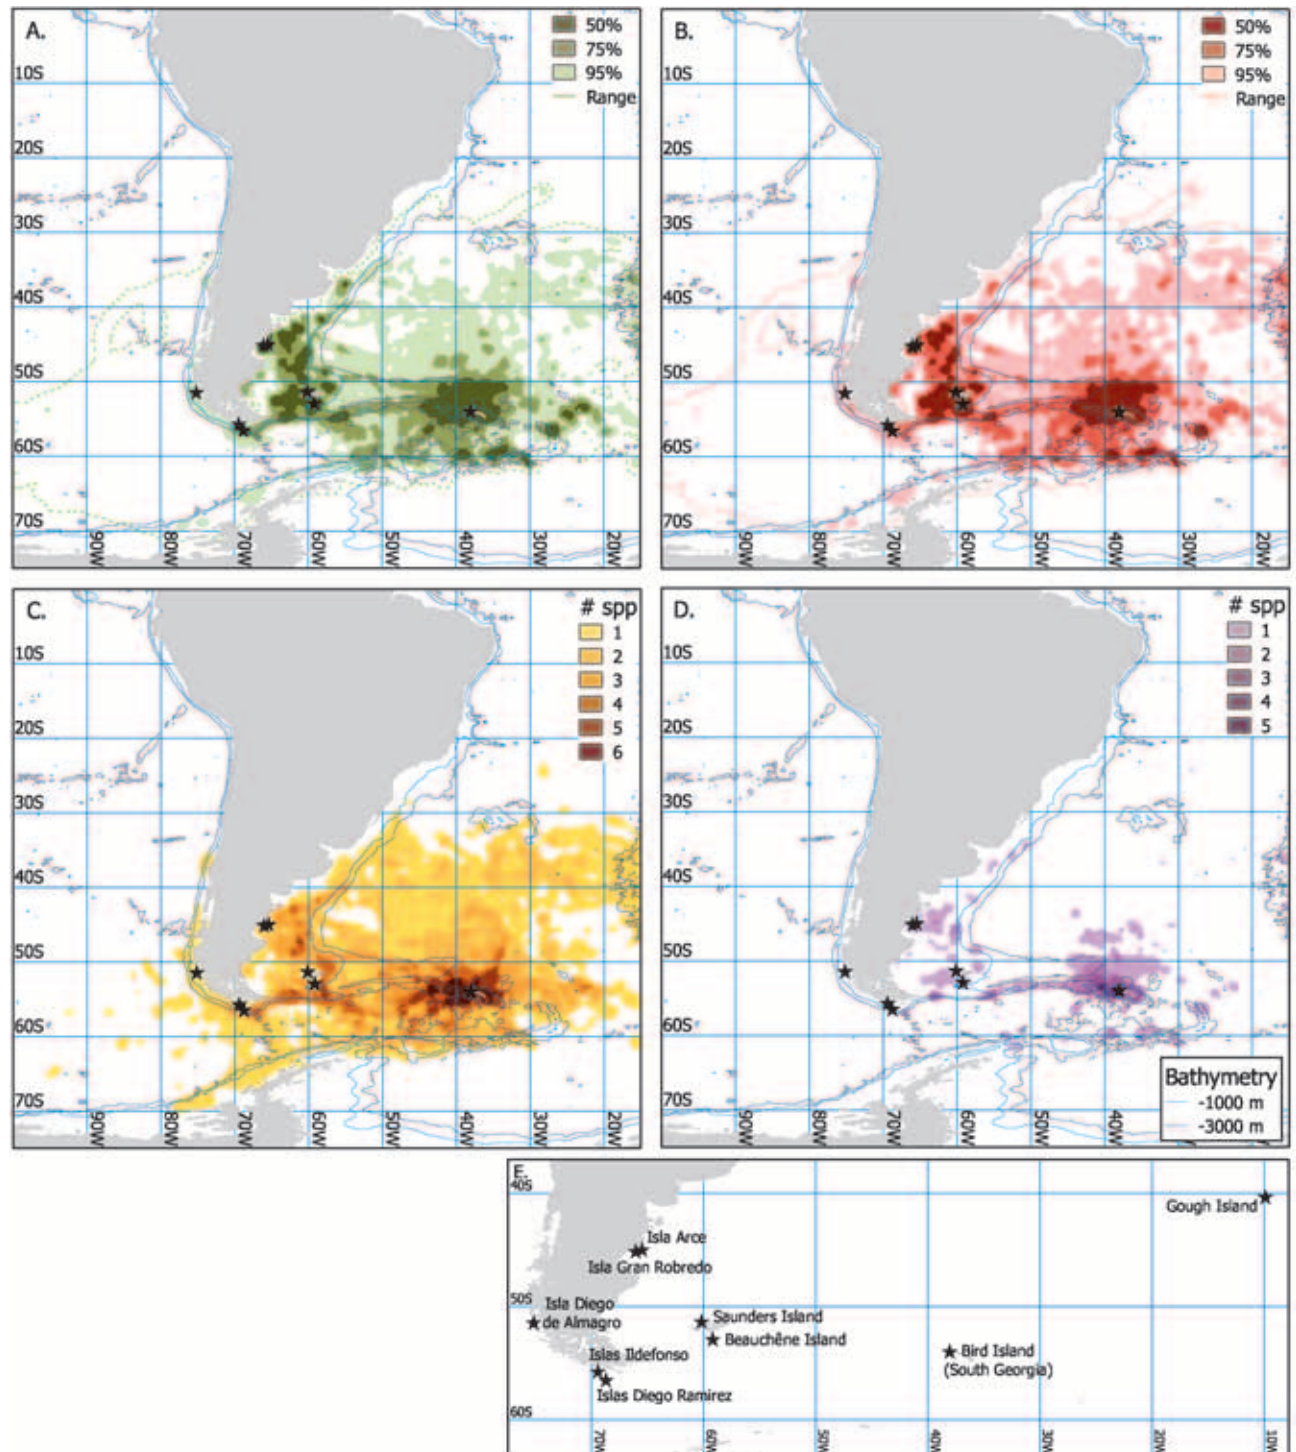 A.
50%
75%
95%
Range
10S
20S
30S
40S
50S
60S
70S
90W
80W
70W
60W
50W
40W
30W
20W
B.
50%
75%
95%
Range
10S
20S
30S
40S
50S
60S
70S
90W
80W
70W
60W
50W
40W
30W
20W
C.
# spp
1
2
3
4
5
6
10S
20S
30S
40S
50S
60S
70S
90W
80W
70W
60W
50W
40W
30W
20W
D.
# spp
1
2
3
4
5
10S
20S
30S
40S
50S
60S
70S
90W
80W
70W
60W
50W
40W
30W
20W
Bathymetry
-1000 m
-3000 m
E.
40S
Gough Island
Isla Arce
Isla Gran Robredo
50S
Isla Diego
de Almagro
Saunders Island
Beauchêne Island
Islas Ildefonso
Bird Island
(South Georgia)
Islas Diego Ramirez
60S
70W
60W
50W
40W
30W
20W
10W